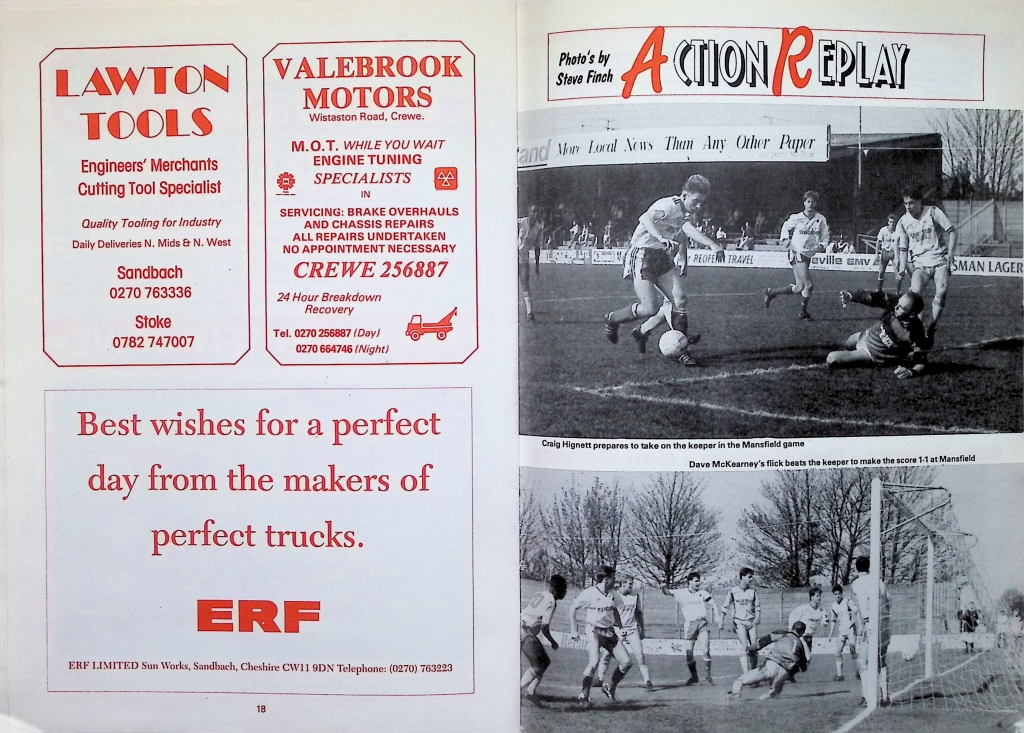 LAWTON
TOOLS
Engineers' Merchants
Cutting Tool Specialist
Quality Tooling for Industry
Daily Deliveries N. Mids & N. West
Sandbach
0270 763336
Stoke
0782 747007
VALEBROOK
MOTORS
Wistaston Road, Crewe.
M.O.T. WHILE YOU WAIT
ENGINE TUNING
SPECIALISTS
IN
SERVICING: BRAKE OVERHAULS
AND CHASSIS REPAIRS
ALL REPAIRS UNDERTAKEN
NO APPOINTMENT NECESSARY
CREWE 256887
24 Hour Breakdown
Recovery
Tel. 0270 256887 (Day)
0270 664746 (Night)
Best wishes for a perfect
day from the makers of
perfect trucks.
ERF
ERF LIMITED Sun Works, Sandbach, Cheshire CW11 9DN Telephone: (0270) 763223
18
Photo's by
Steve Finch
ACTION REPLAY
and More Local News Than Any Other Paper
REDFERN TRAVEL
eville EMV
SMAN LAGER
Craig Hignett prepares to take on the keeper in the Mansfield game
Dave McKearney's flick beats the keeper to make the score 1-1 at Mansfield